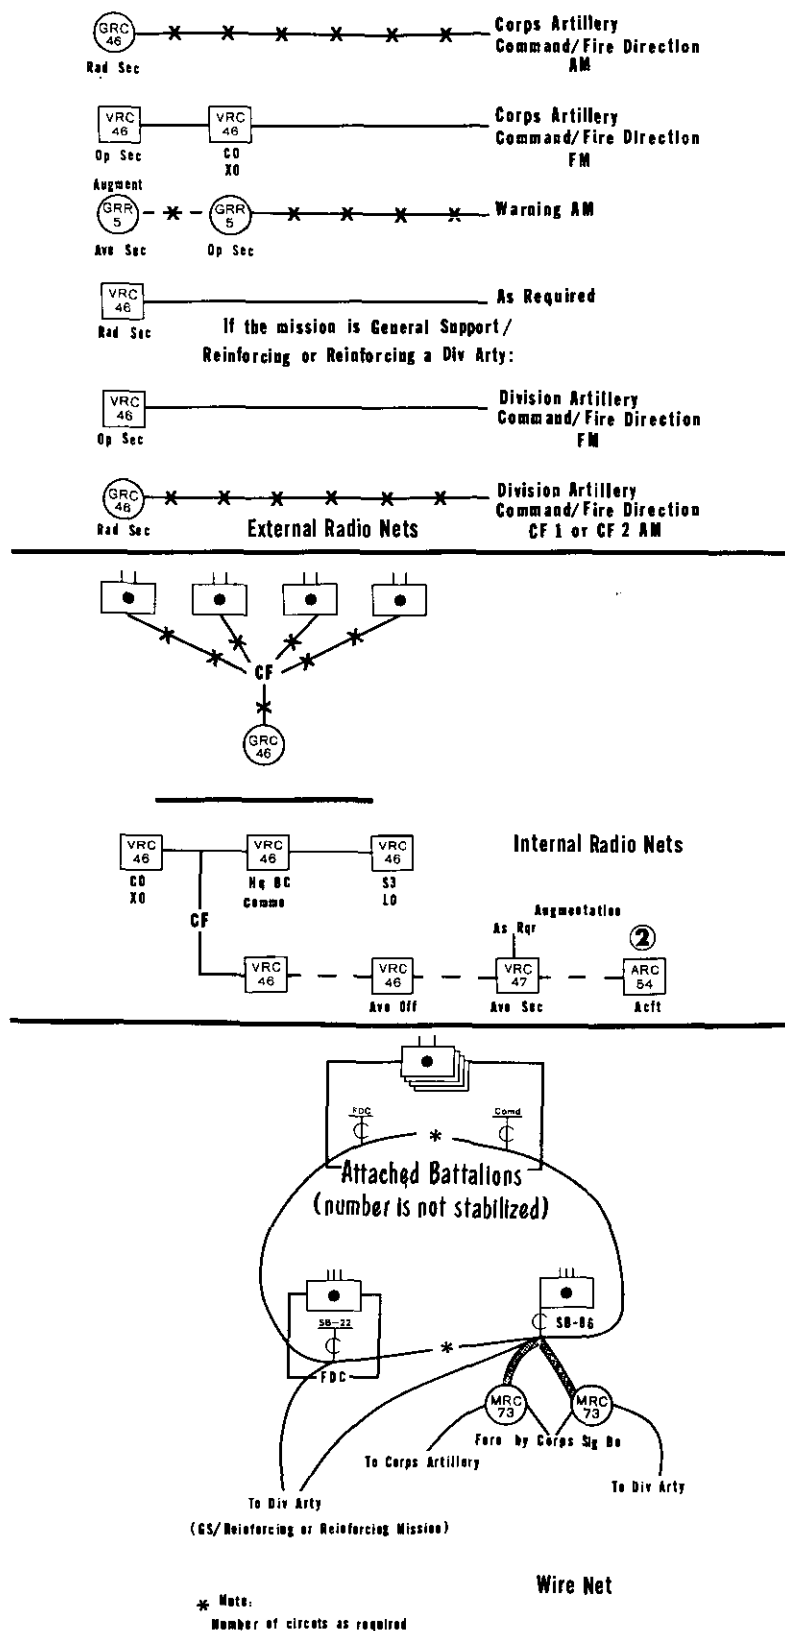 GRC
46
Rad Sec
Corps Artillery
Command/Fire Direction
AM
VRC
46
Op Sec
VRC
46
CO
XO
Corps Artillery
Command/Fire Direction
FM
Augment
GRR
5
Avn Sec
GRR
5
Op Sec
Warning AM
VRC
46
Rad Sec
As Required
If the mission is General Support/
Reinforcing or Reinforcing a Div Arty:
VRC
46
Op Sec
Division Artillery
Command/Fire Direction
FM
GRC
46
Rad Sec
Division Artillery
Command/Fire Direction
CF 1 or CF 2 AM
External Radio Nets
CF
GRC
46
Internal Radio Nets
VRC
46
CO
XO
VRC
46
Hq BC
Commo
VRC
46
S3
LO
CF
VRC
46
VRC
46
Avn Off
As Rqr
VRC
47
Avn Sec
Augmentation
2
ARC
54
Acft
FDC
Comd
*
Attached Battalions
(number is not stabilized)
SB-22
FDC
SB-86
*
MRC
73
MRC
73
Furn by Corps Sig Bn
To Corps Artillery
To Div Arty
To Div Arty
(GS/Reinforcing or Reinforcing Mission)
Wire Net
* Note:
Number of circuts as required